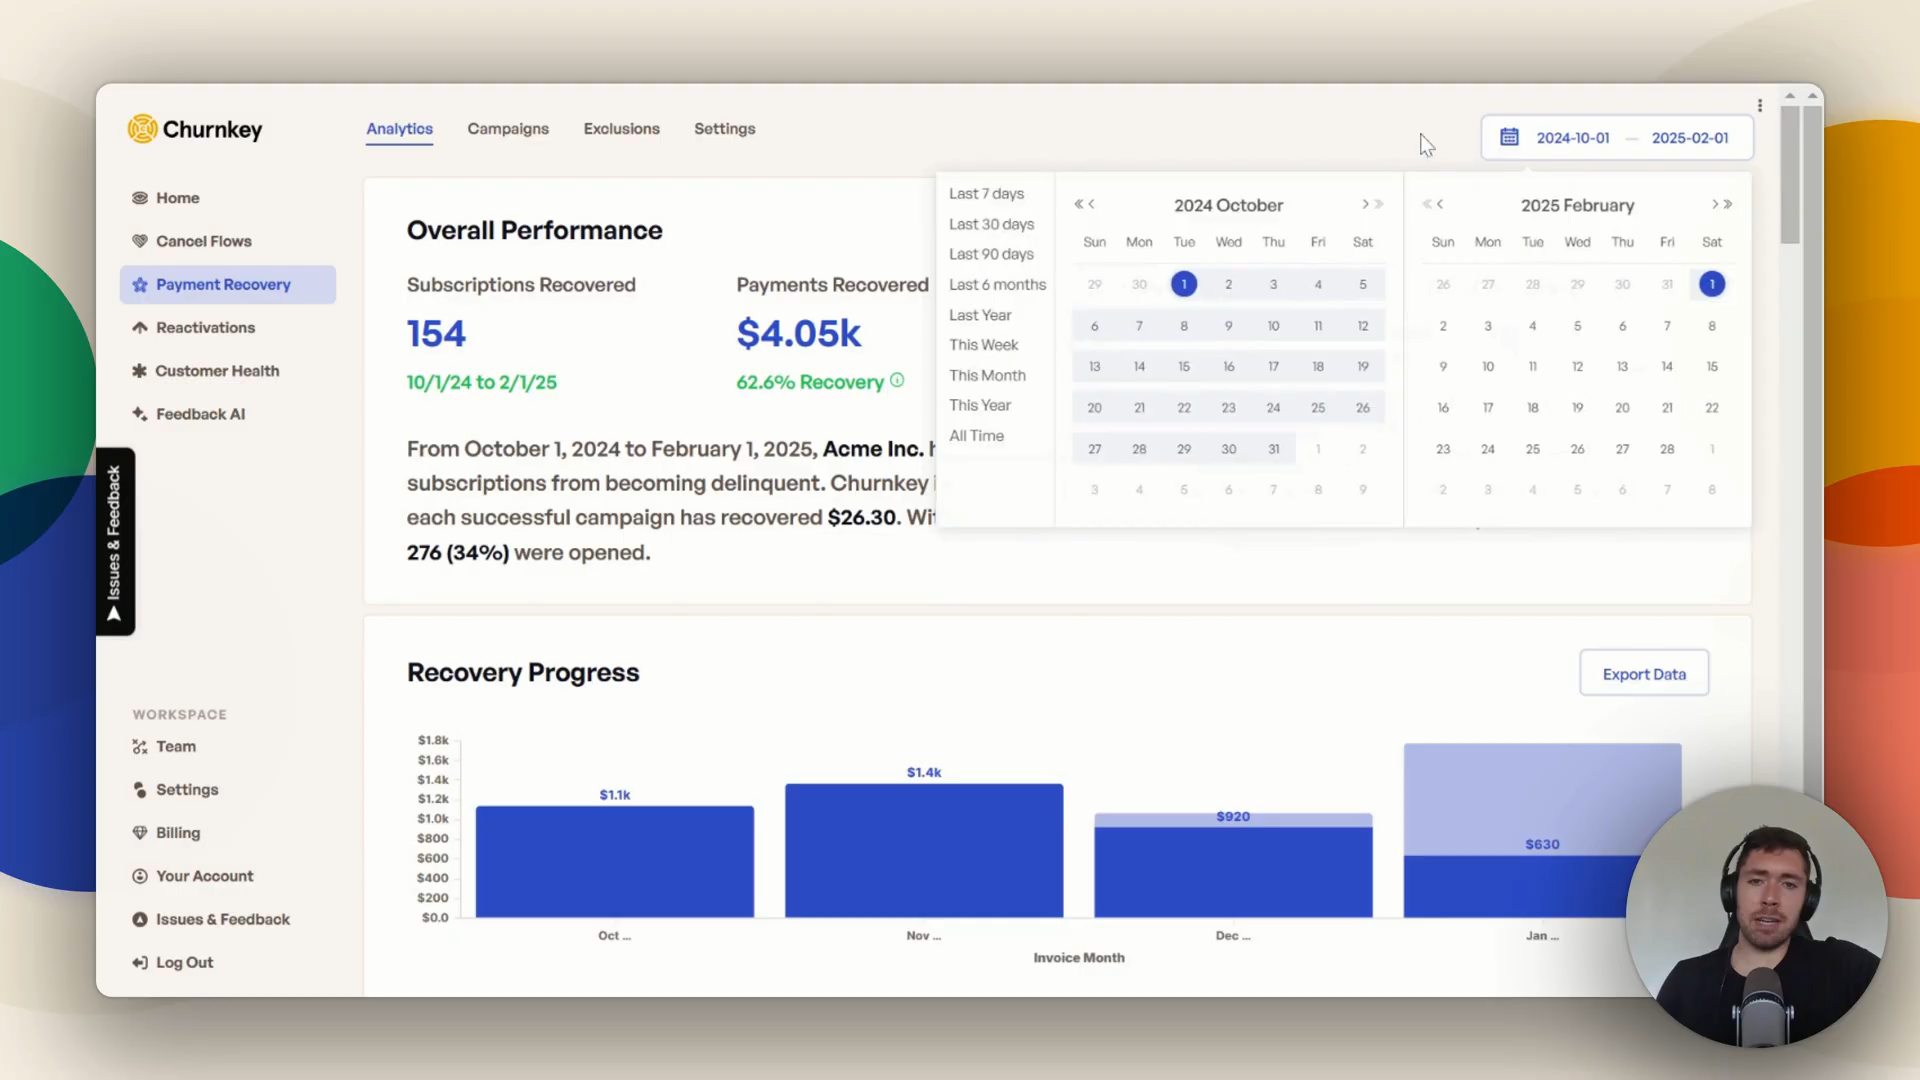 Churnkey
Analytics
Campaigns
Exclusions
Settings
2024-10-01 — 2025-02-01
Home
Cancel Flows
Payment Recovery
Reactivations
Customer Health
Feedback AI
Issues & Feedback
WORKSPACE
Team
Settings
Billing
Your Account
Issues & Feedback
Log Out
Overall Performance
Subscriptions Recovered
154
10/1/24 to 2/1/25
Payments Recovered
$4.05k
62.6% Recovery
From October 1, 2024 to February 1, 2025, Acme Inc.
subscriptions from becoming delinquent. Churnkey
each successful campaign has recovered $26.30.
276 (34%) were opened.
Last 7 days
Last 30 days
Last 90 days
Last 6 months
Last Year
This Week
This Month
This Year
All Time
2024 October
Sun Mon Tue Wed Thu Fri Sat
29 30 1 2 3 4 5
6 7 8 9 10 11 12
13 14 15 16 17 18 19
20 21 22 23 24 25 26
27 28 29 30 31 1 2
3 4 5 6 7 8 9
2025 February
Sun Mon Tue Wed Thu Fri Sat
26 27 28 29 30 31 1
2 3 4 5 6 7 8
9 10 11 12 13 14 15
16 17 18 19 20 21 22
23 24 25 26 27 28 1
2 3 4 5 6 7 8
Recovery Progress
Export Data
$1.8k
$1.6k
$1.4k
$1.2k
$1.0k
$800
$600
$400
$200
$0.0
$1.1k
$1.4k
$920
$630
Oct ...
Nov ...
Dec ...
Jan ...
Invoice Month